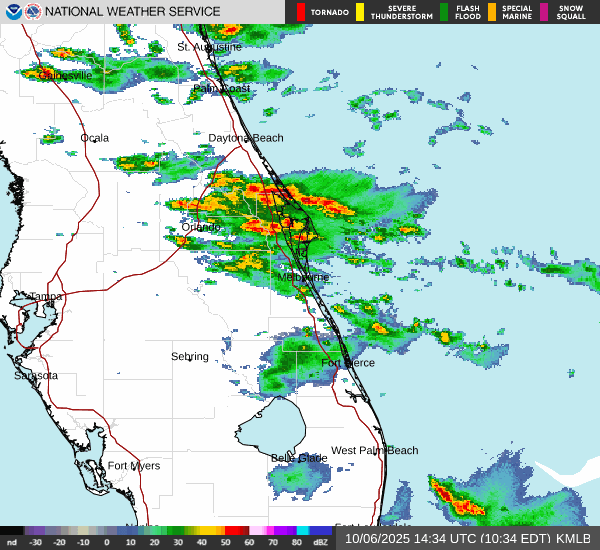 NATIONAL WEATHER SERVICE
TORNADO
SEVERE THUNDERSTORM
FLASH FLOOD
SPECIAL MARINE
SNOW SQUALL
St. Augustine
Gainesville
Palm Coast
Ocala
Daytona Beach
Orlando
Melbourne
Tampa
Sebring
Fort Pierce
Sarasota
West Palm Beach
Belle Glade
Fort Myers
nd -30 -20 -10 0 10 20 30 40 50 60 70 80 dBZ
10/06/2025 14:34 UTC (10:34 EDT) KMLB